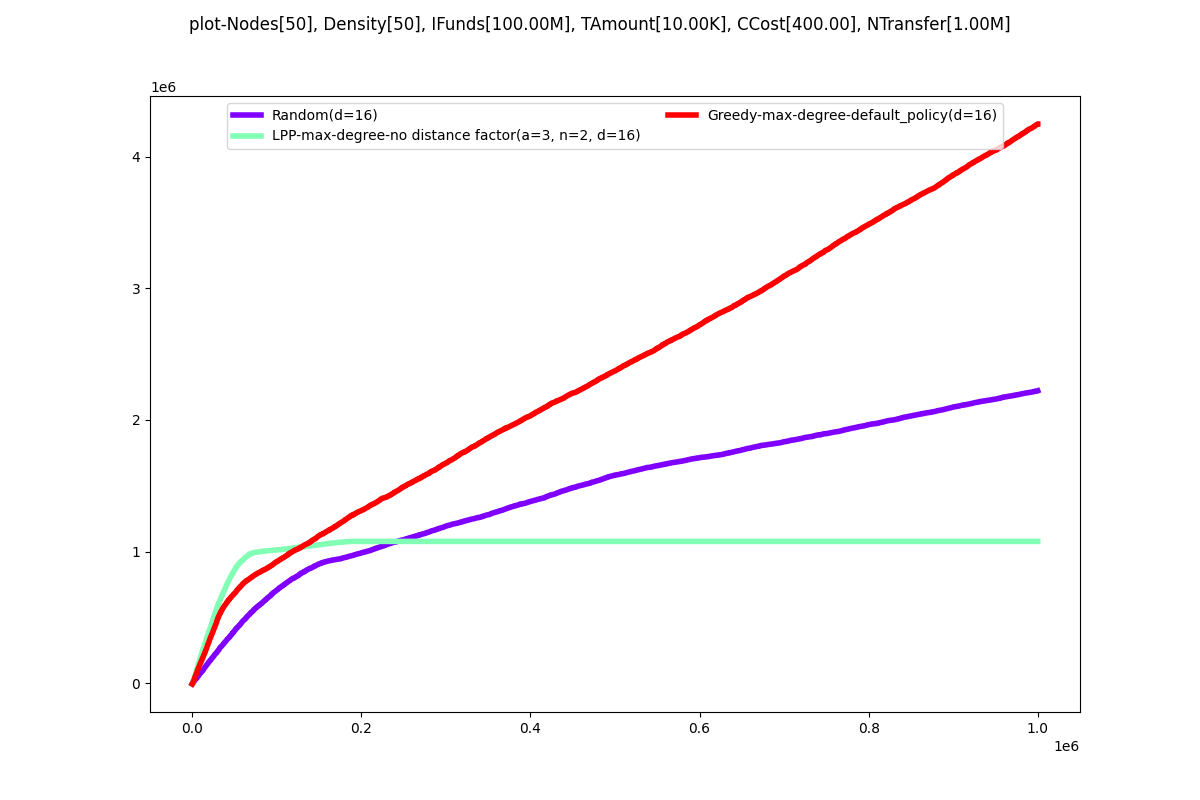 plot-Nodes[50], Density[50], IFunds[100.00M], TAmount[10.00K], CCost[400.00], NTransfer[1.00M]
1e6
Random(d=16)
LPP-max-degree-no distance factor(a=3, n=2, d=16)
Greedy-max-degree-default_policy(d=16)
4
3
2
1
0
0.0 0.2 0.4 0.6 0.8 1.0
1e6